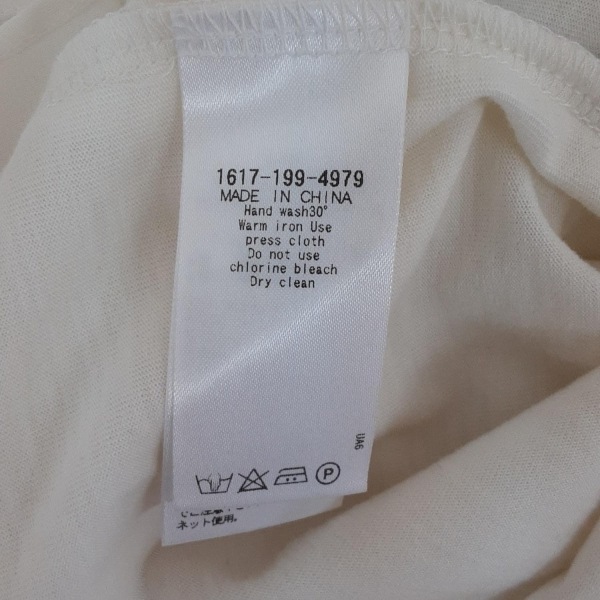 1617-199-4979
MADE IN CHINA
Hand wash30°
Warm iron Use
press cloth
Do not use
chlorine bleach
Dry clean
UA6
P
ネット使用。